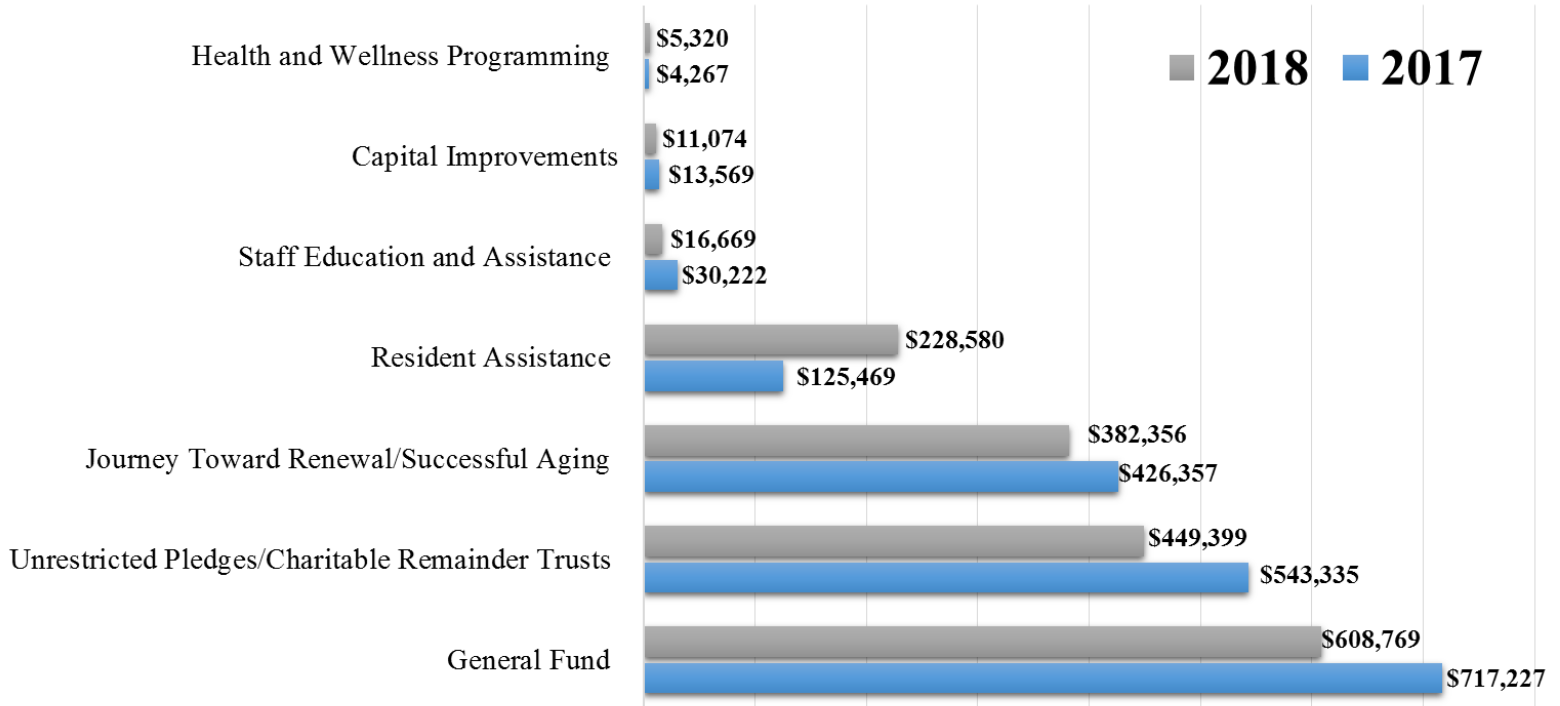 Health and Wellness Programming
$5,320
$4,267
2018
2017
Capital Improvements
$11,074
$13,569
Staff Education and Assistance
$16,669
$30,222
Resident Assistance
$228,580
$125,469
Journey Toward Renewal/Successful Aging
$382,356
$426,357
Unrestricted Pledges/Charitable Remainder Trusts
$449,399
$543,335
General Fund
$608,769
$717,227